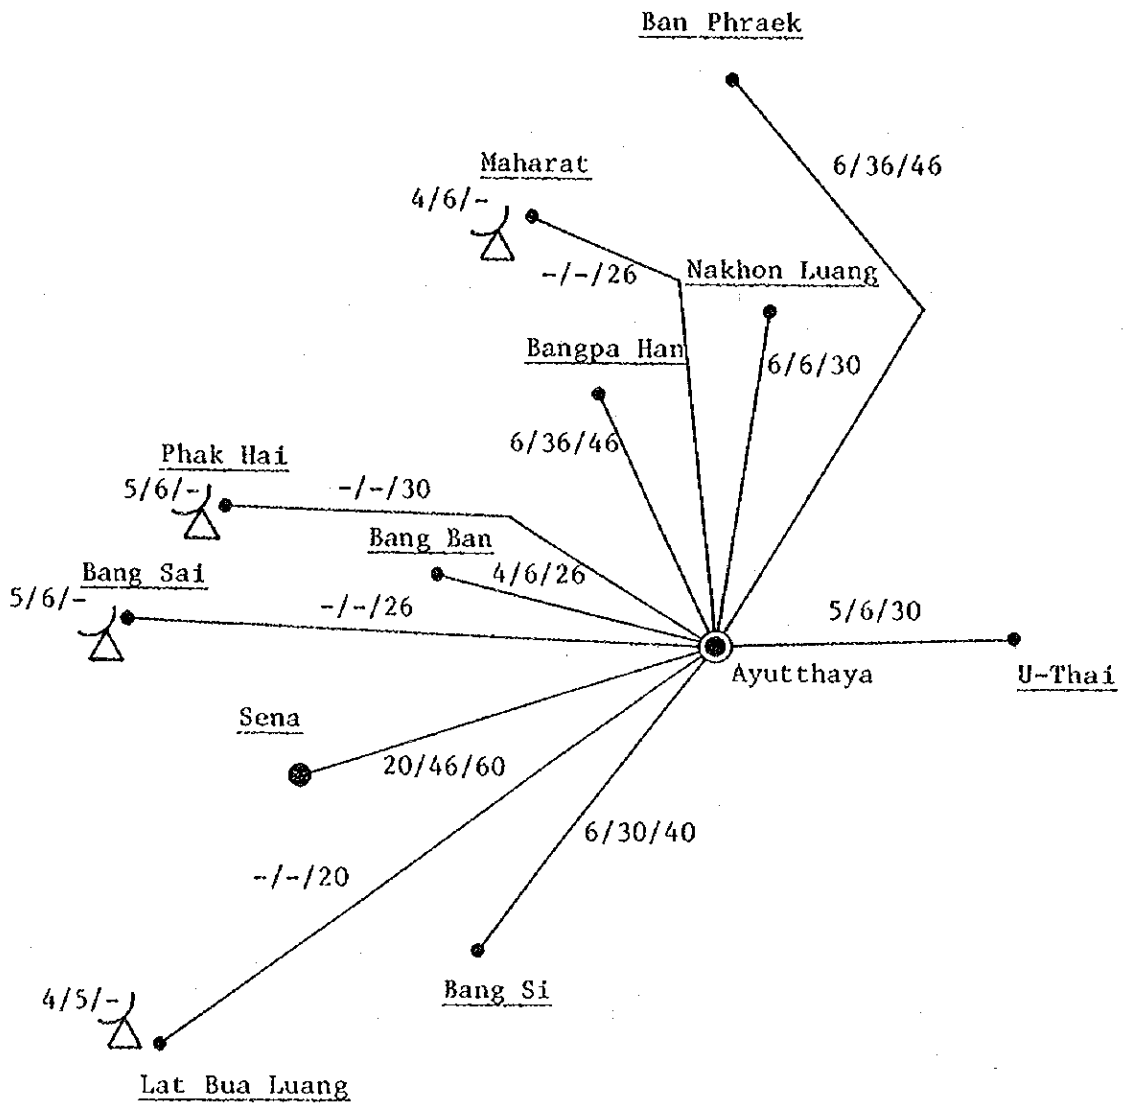 Ban Phraek
6/36/46
Maharat
4/6/-
-/-/26
Nakhon Luang
Bangpa Han
6/6/30
6/36/46
Phak Hai
5/6/-
-/-/30
Bang Ban
4/6/26
Bang Sai
5/6/-
-/-/26
5/6/30
Ayutthaya
U-Thai
Sena
20/46/60
6/30/40
-/-/20
Bang Si
4/5/-
Lat Bua Luang